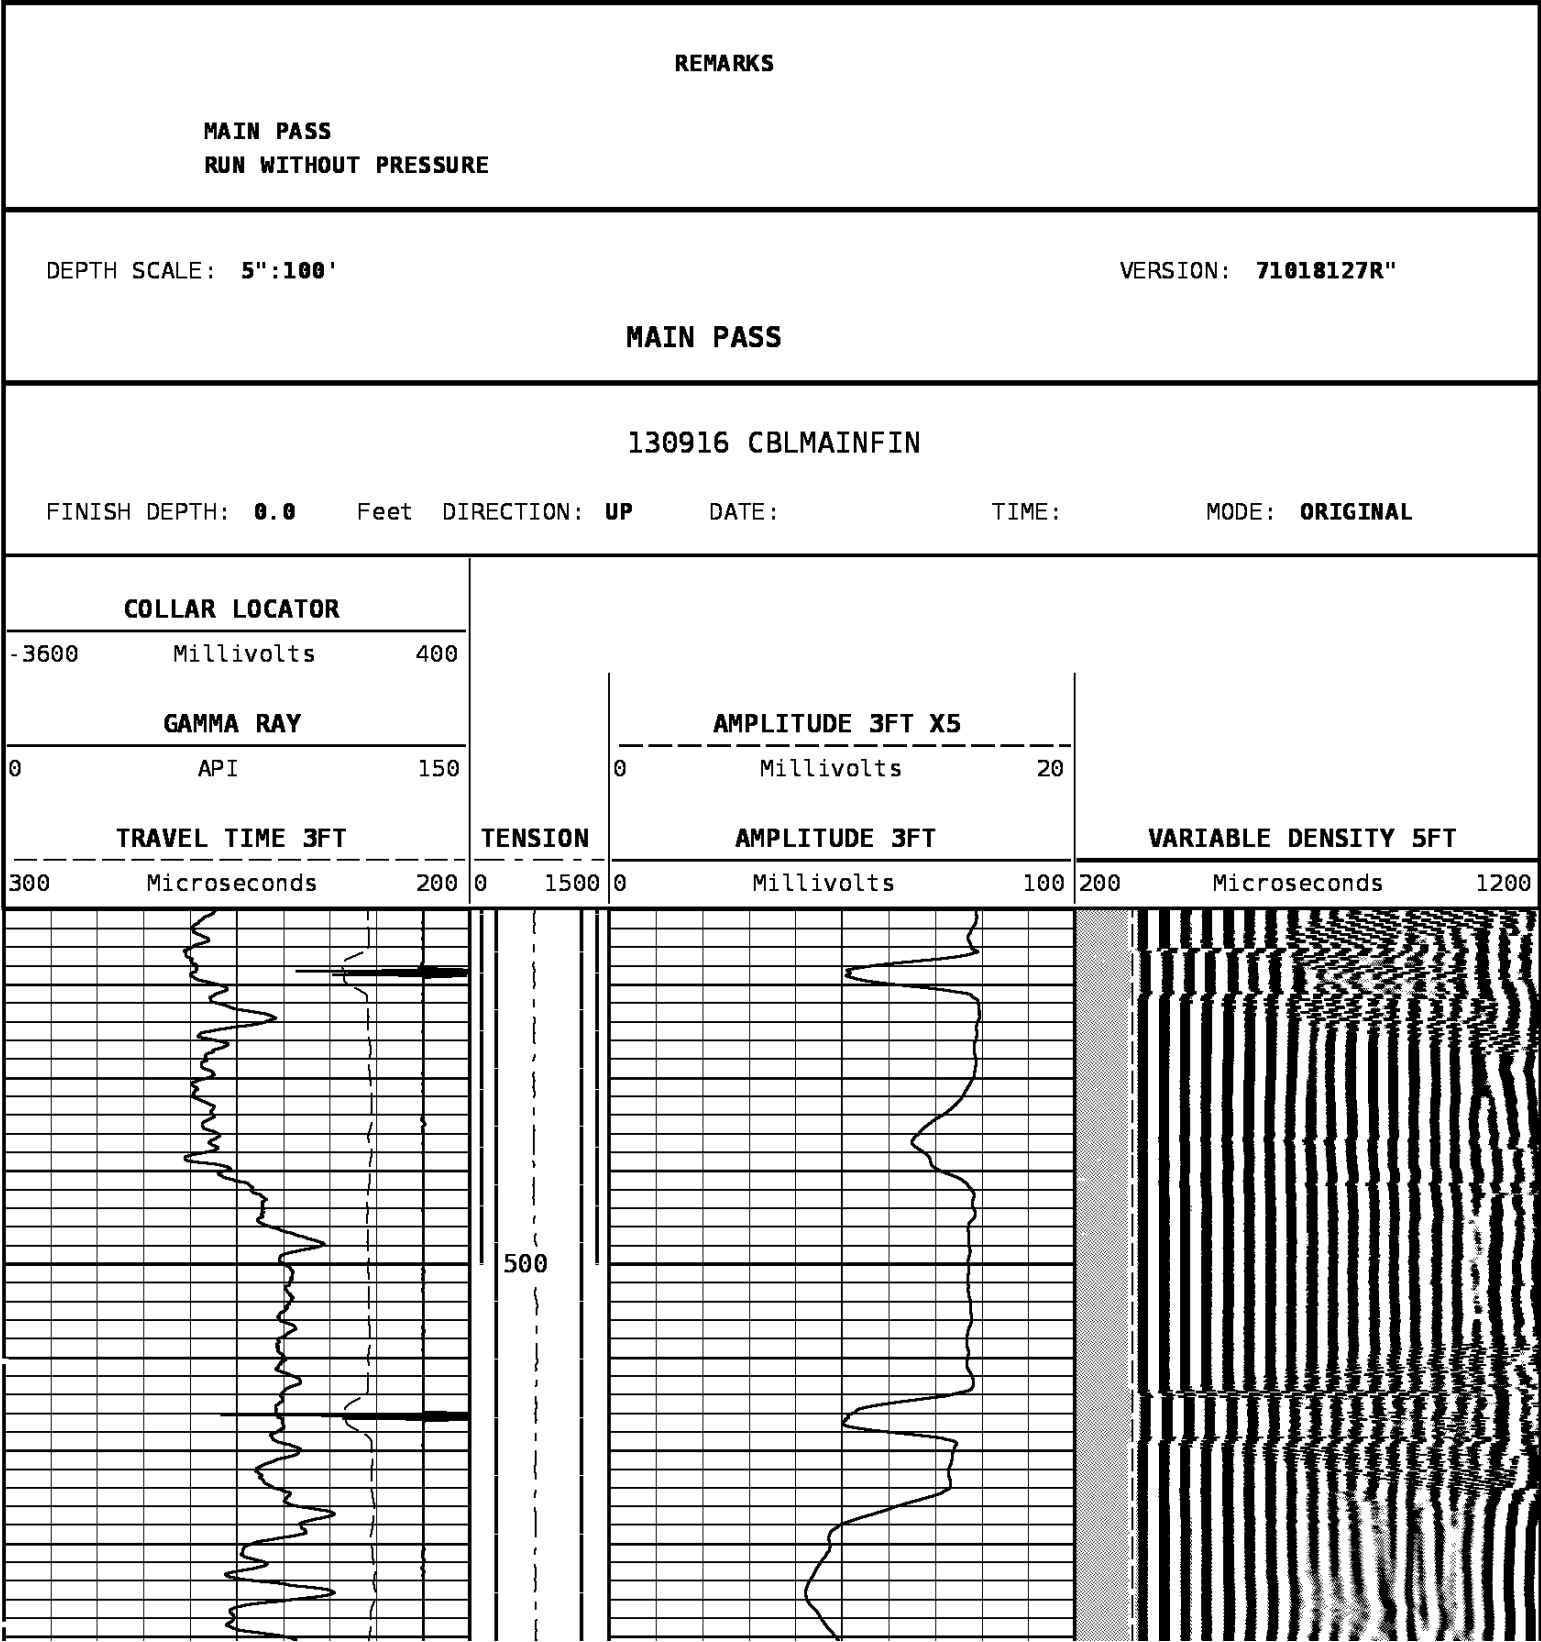 REMARKS
MAIN PASS
RUN WITHOUT PRESSURE
DEPTH SCALE: 5":100' VERSION: 71018127R"
MAIN PASS
130916 CBLMAINFIN
FINISH DEPTH: 0.0 Feet DIRECTION: UP DATE: TIME: MODE: ORIGINAL
COLLAR LOCATOR
-3600 Millivolts 400
GAMMA RAY AMPLITUDE 3FT X5
0 API 150 0 Millivolts 20
TRAVEL TIME 3FT TENSION AMPLITUDE 3FT VARIABLE DENSITY 5FT
300 Microseconds 200 0 1500 0 Millivolts 100 200 Microseconds 1200
500